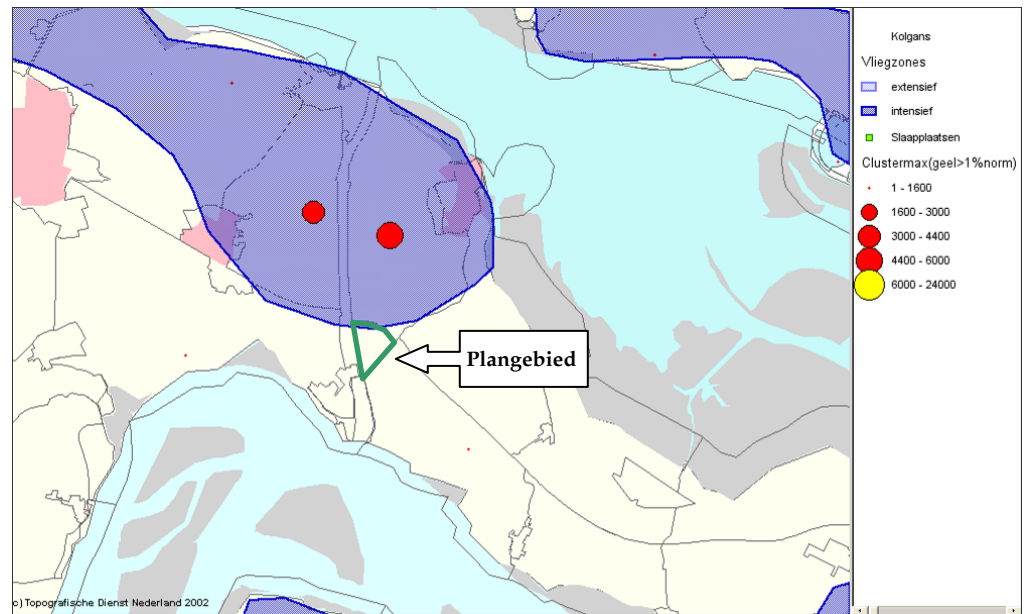 Kolgans
Vliegzones
extensief
intensief
Slaapplaatsen
Clustermax(geel>1%norm)
1 - 1600
1600 - 3000
3000 - 4400
4400 - 6000
6000 - 24000
Plangebied
c) Topografische Dienst Nederland 2002